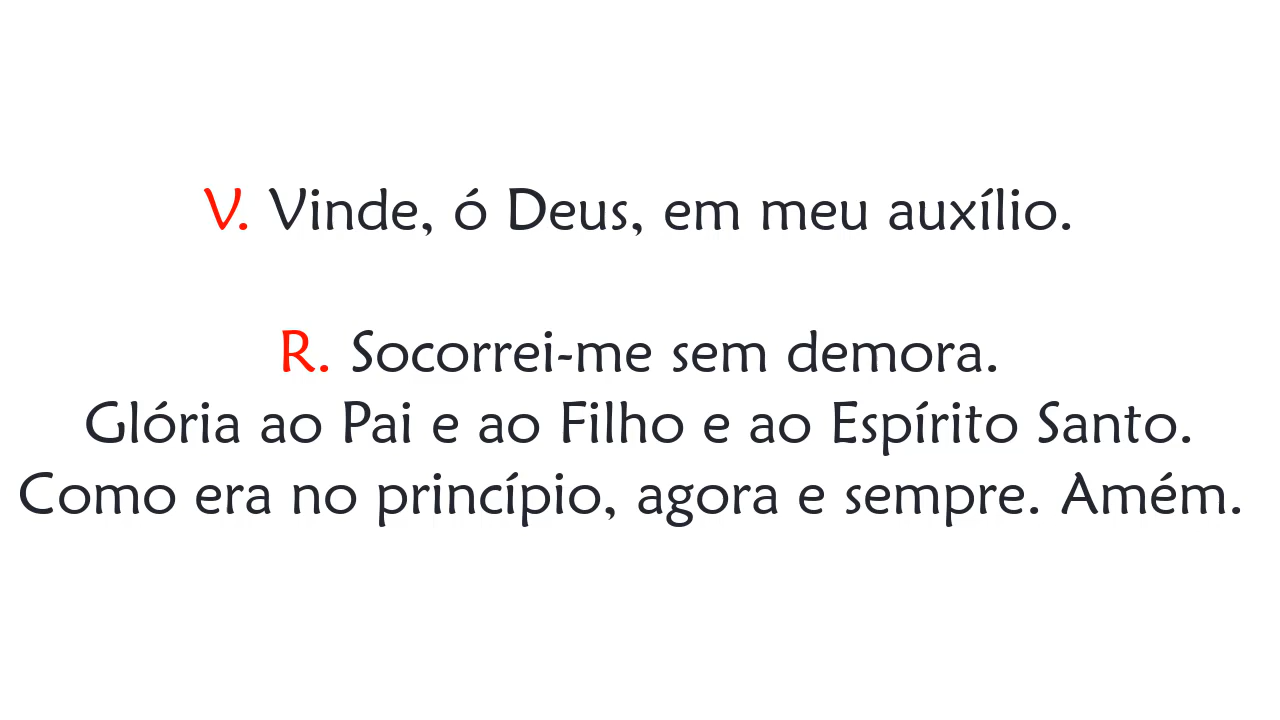 V. Vinde, ó Deus, em meu auxílio.
R. Socorrei-me sem demora.
Glória ao Pai e ao Filho e ao Espírito Santo.
Como era no princípio, agora e sempre. Amém.